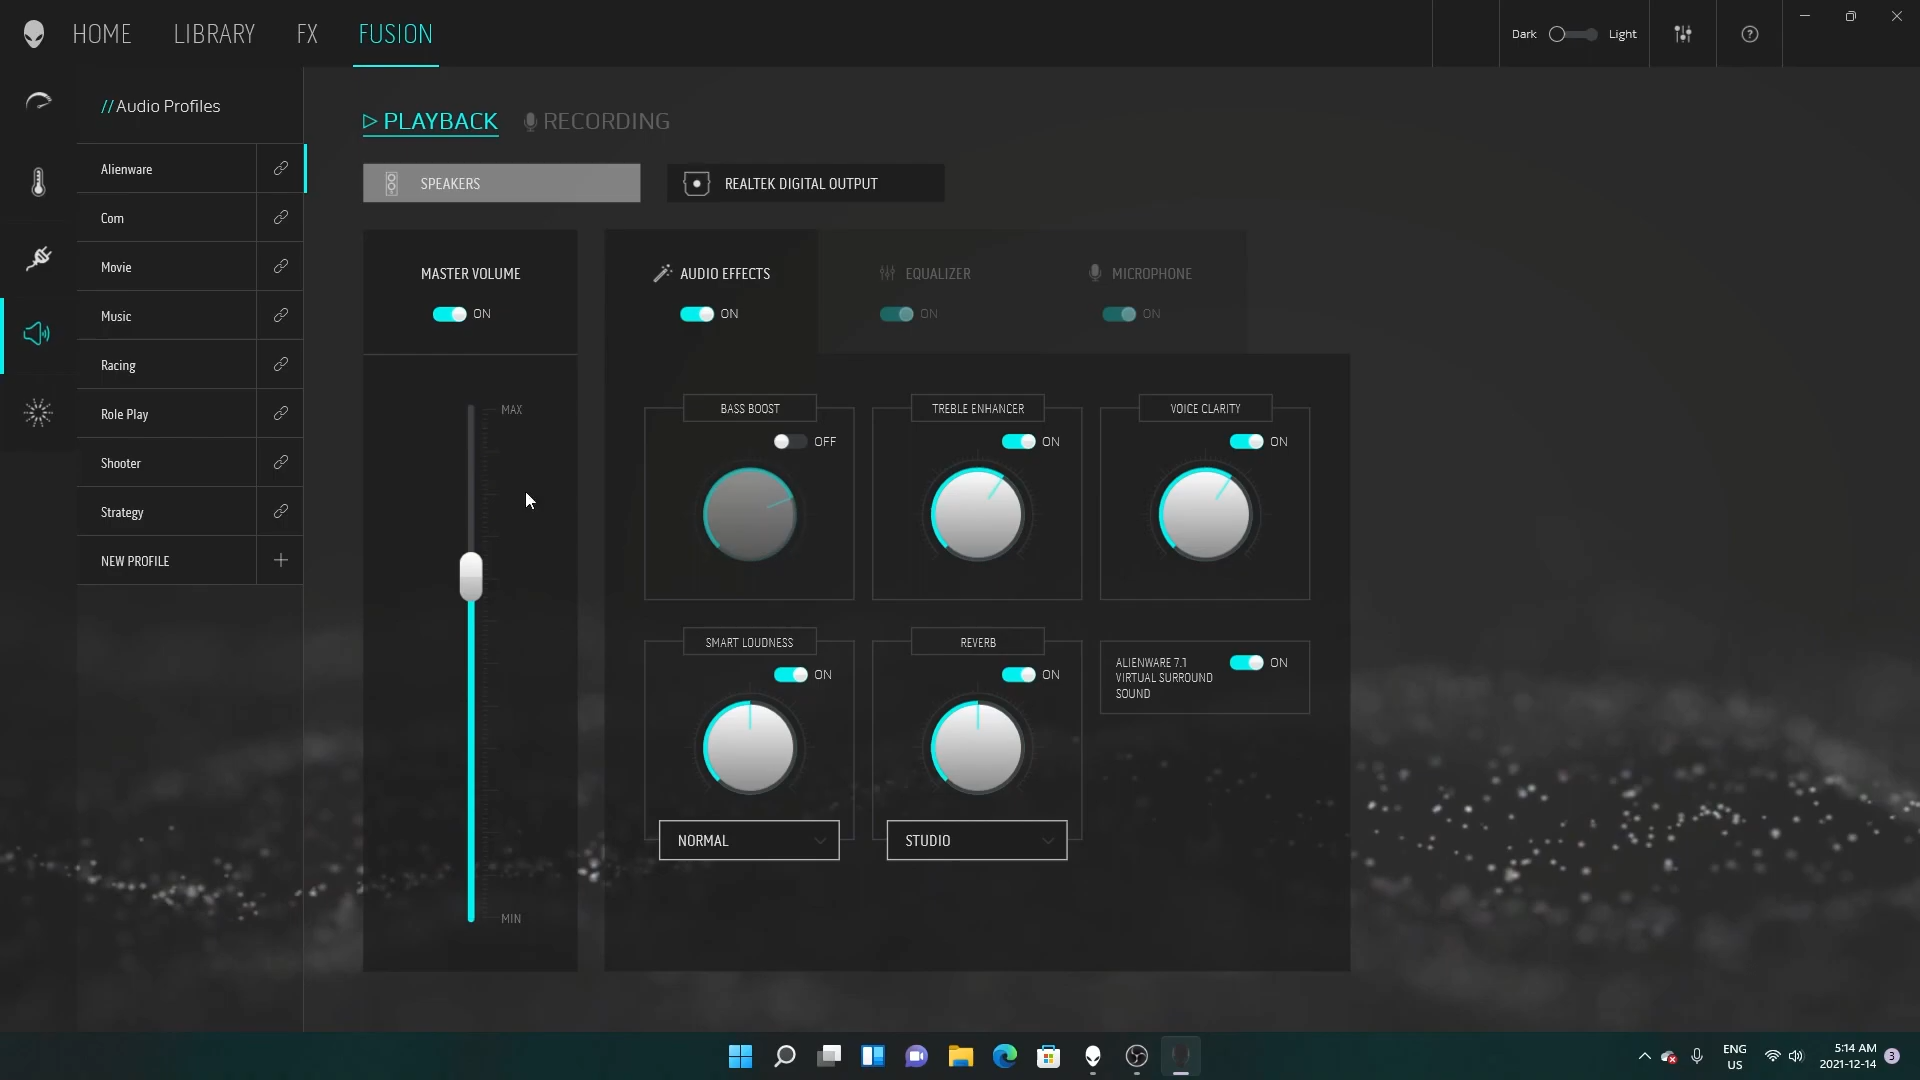 HOME
LIBRARY
FX
FUSION
Dark
Light
//Audio Profiles
Alienware
Com
Movie
Music
Racing
Role Play
Shooter
Strategy
NEW PROFILE
PLAYBACK
RECORDING
SPEAKERS
REALTEK DIGITAL OUTPUT
MASTER VOLUME
ON
MAX
MIN
AUDIO EFFECTS
ON
EQUALIZER
ON
MICROPHONE
ON
BASS BOOST
OFF
TREBLE ENHANCER
ON
VOICE CLARITY
ON
SMART LOUDNESS
ON
NORMAL
REVERB
ON
STUDIO
ALIENWARE 7.1
VIRTUAL SURROUND
SOUND
ON
ENG
US
5:14 AM
2021-12-14
3